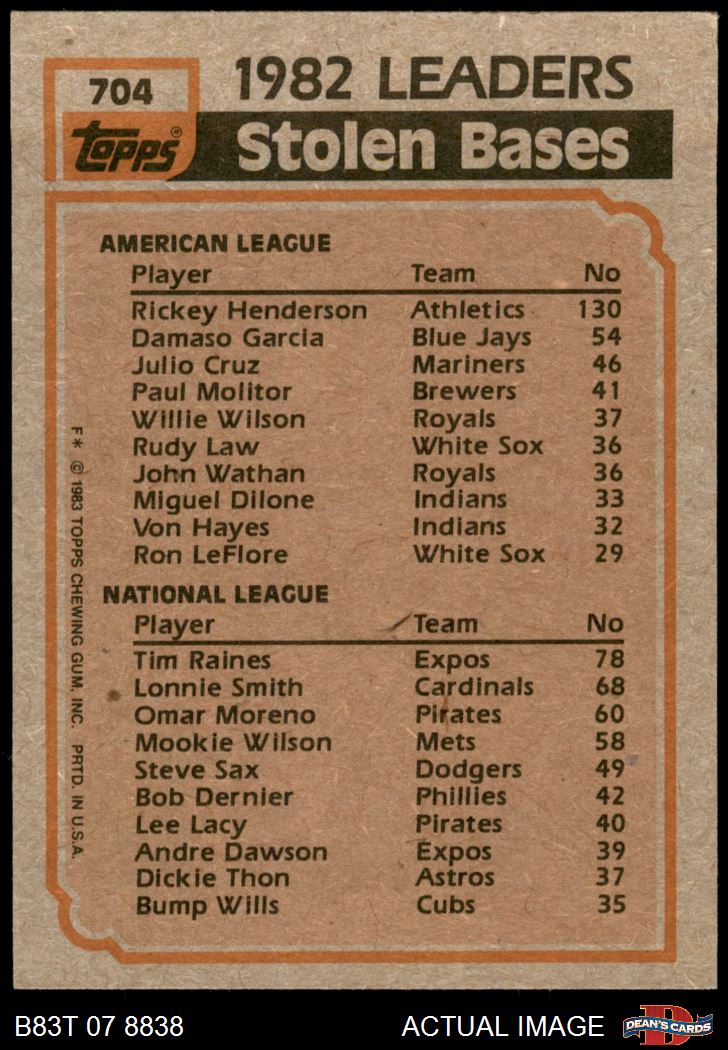 704
Topps®
1982 LEADERS
Stolen Bases
AMERICAN LEAGUE
Player Team No
Rickey Henderson Athletics 130
Damaso Garcia Blue Jays 54
Julio Cruz Mariners 46
Paul Molitor Brewers 41
Willie Wilson Royals 37
Rudy Law White Sox 36
John Wathan Royals 36
Miguel Dilone Indians 33
Von Hayes Indians 32
Ron LeFlore White Sox 29
NATIONAL LEAGUE
Player Team No
Tim Raines Expos 78
Lonnie Smith Cardinals 68
Omar Moreno Pirates 60
Mookie Wilson Mets 58
Steve Sax Dodgers 49
Bob Dernier Phillies 42
Lee Lacy Pirates 40
Andre Dawson Expos 39
Dickie Thon Astros 37
Bump Wills Cubs 35
F* © 1983 TOPPS CHEWING GUM, INC. PRTD. IN U.S.A.
B83T 07 8838 ACTUAL IMAGE
D
DEAN'S CARDS